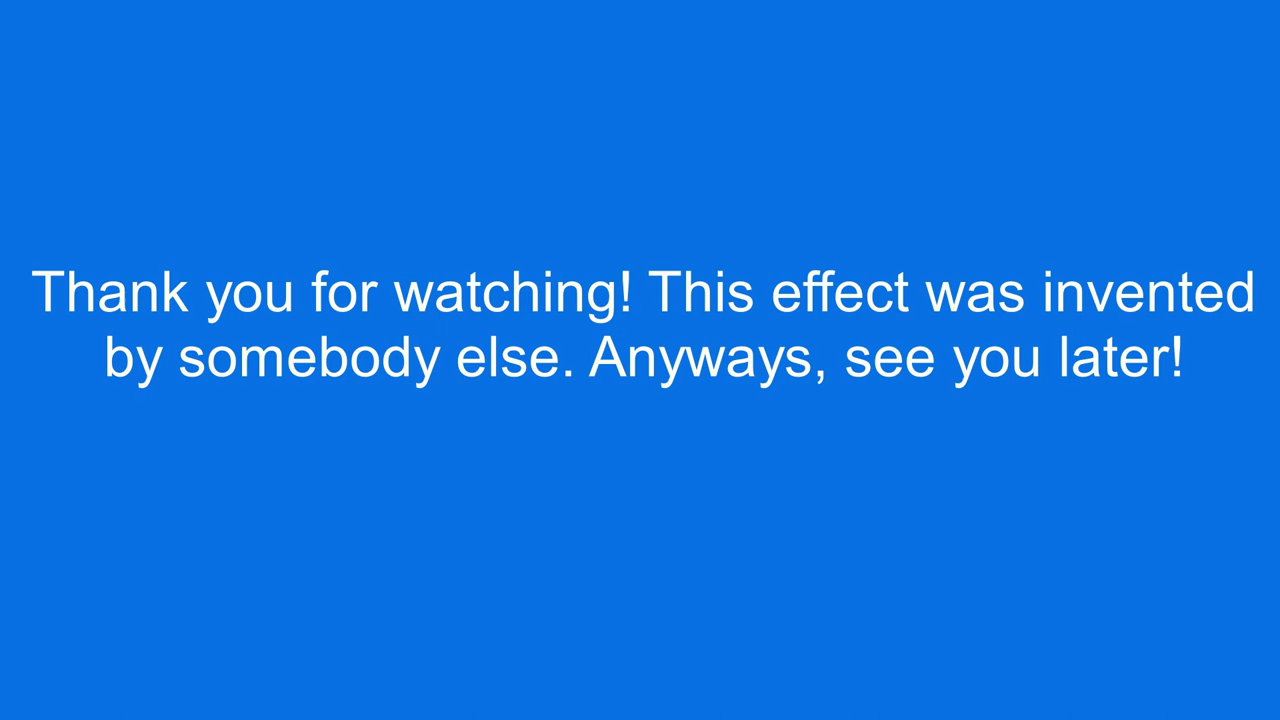 Thank you for watching! This effect was invented
by somebody else. Anyways, see you later!